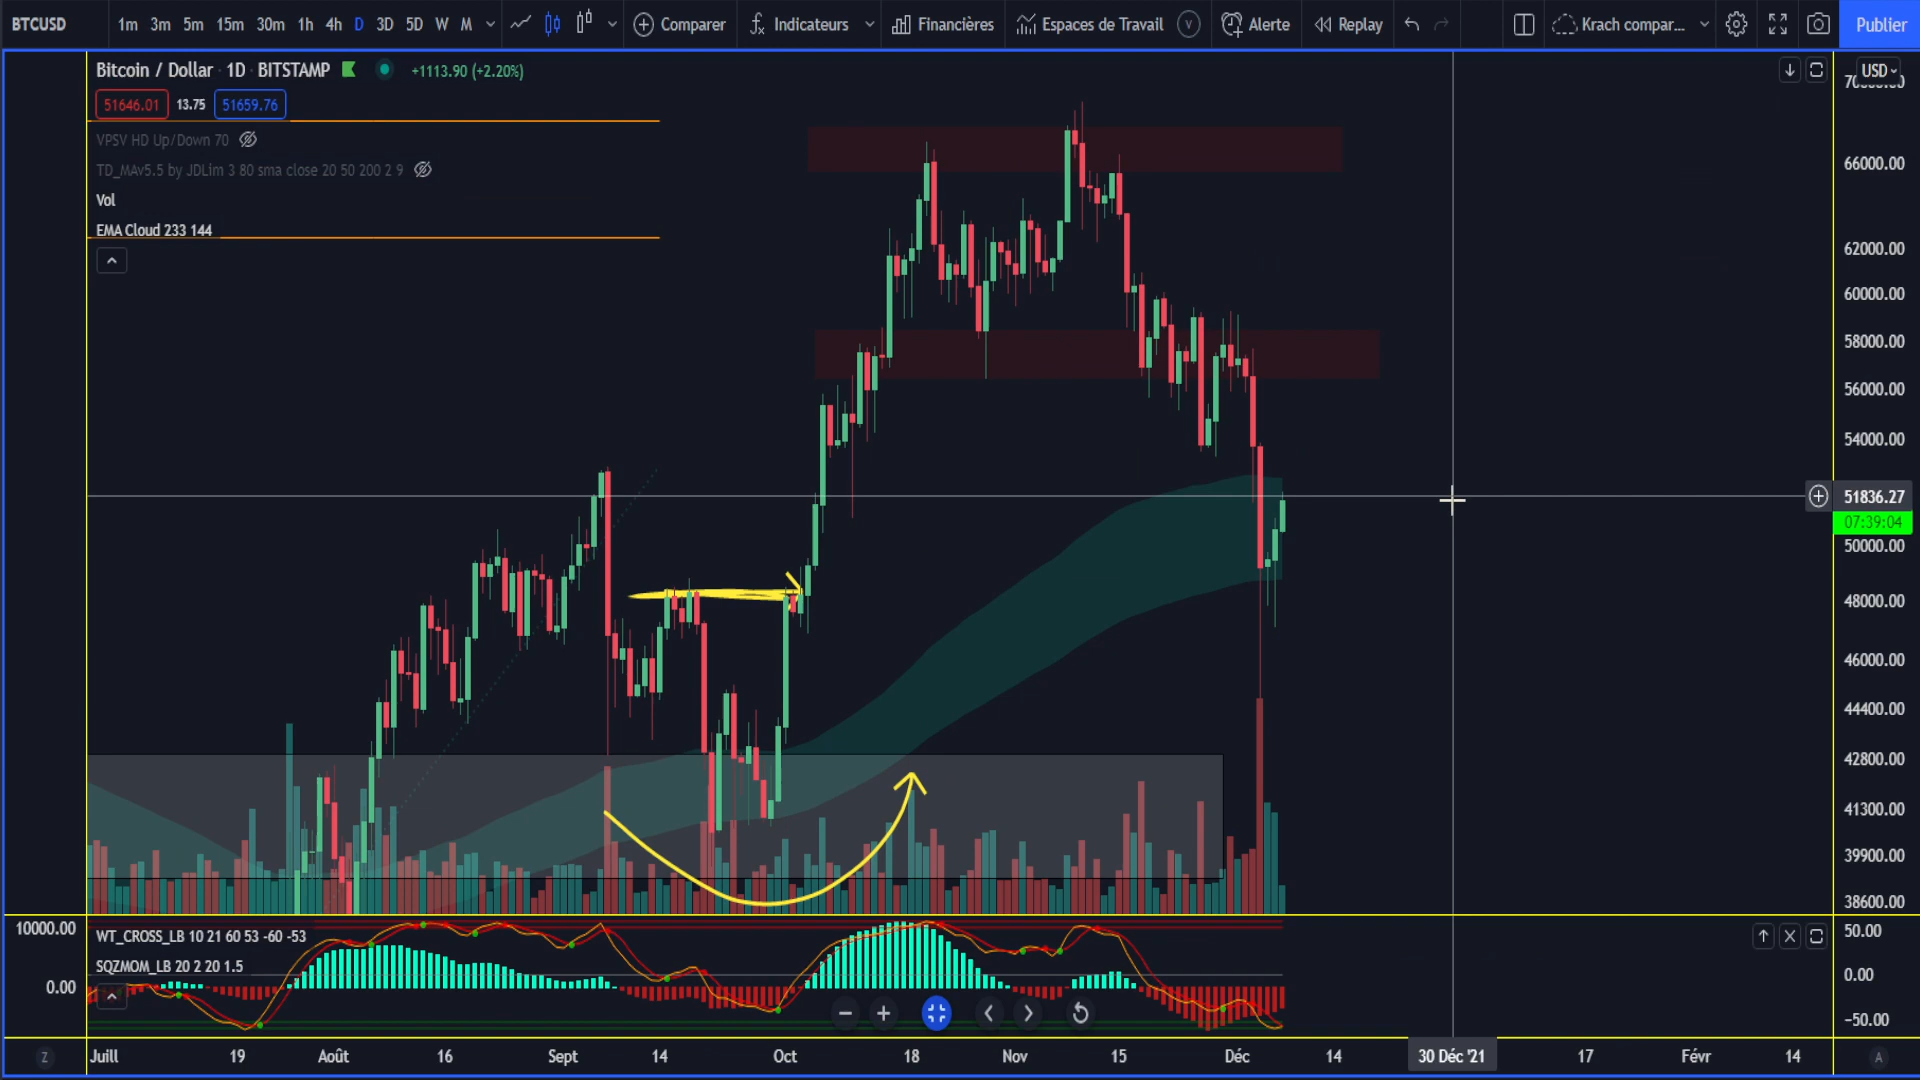 BTCUSD 1m 3m 5m 15m 30m 1h 4h D 3D 5D W M Comparer Indicateurs Financières Espaces de Travail V Alerte Replay Krach compar... Publier
Bitcoin / Dollar 1D BITSTAMP +1113.90 (+2.20%)
51646.01 13.75 51659.76
VPSV HD Up/Down 70
TD_MAv5.5 by JDLim 3 80 sma close 20 50 200 2 9
Vol
EMA Cloud 233 144
USD
66000.00
62000.00
60000.00
58000.00
56000.00
54000.00
51836.27
07:39:04
50000.00
48000.00
46000.00
44400.00
42800.00
41300.00
39900.00
38600.00
10000.00 WT_CROSS_LB 10 21 60 53 -60 -53 50.00
SQZMOM_LB 20 2 20 1.5 0.00
0.00
-50.00
Z Juill 19 Août 16 Sept 14 Oct 18 Nov 15 Déc 14 30 Déc '21 17 Févr 14 A